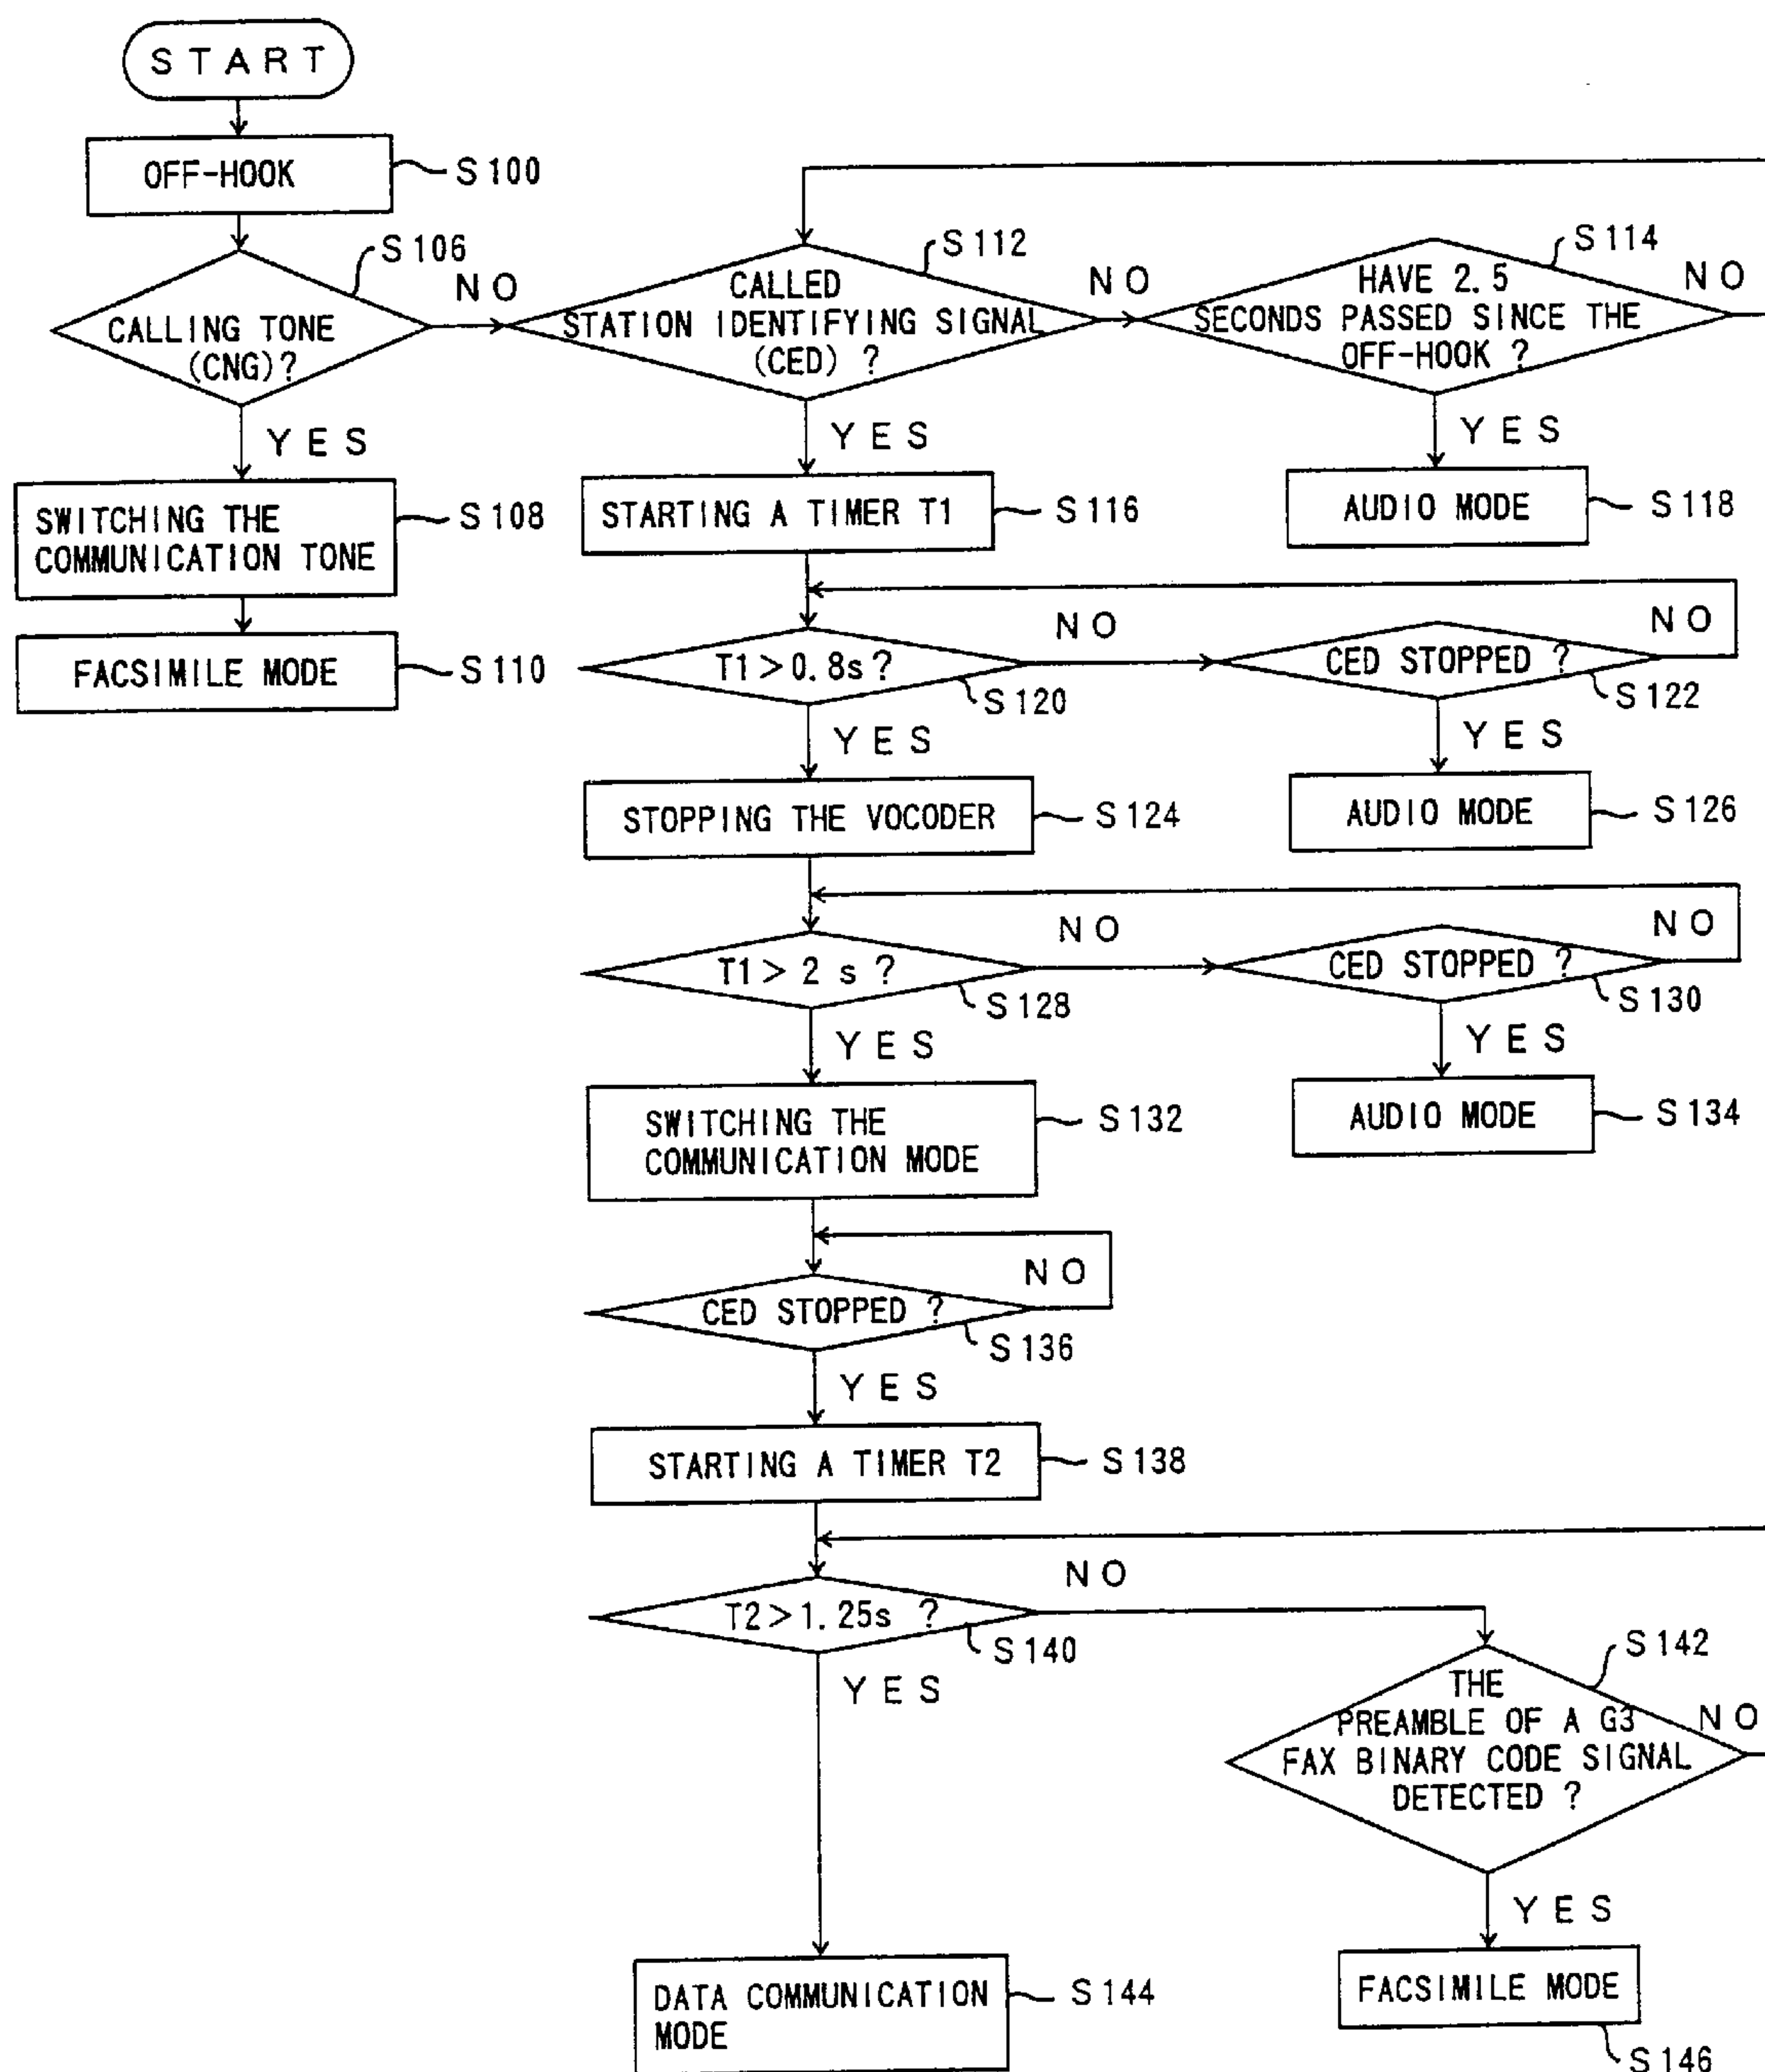 START
OFF-HOOK
S100
S106
CALLING TONE
(CNG)?
NO
YES
SWITCHING THE
COMMUNICATION TONE
S108
FACSIMILE MODE
S110
S112
CALLED
STATION IDENTIFYING SIGNAL
(CED) ?
NO
YES
S114
HAVE 2.5
SECONDS PASSED SINCE THE
OFF-HOOK ?
NO
YES
AUDIO MODE
S118
STARTING A TIMER T1
S116
T1>0.8s?
S120
NO
YES
CED STOPPED ?
S122
NO
YES
AUDIO MODE
S126
STOPPING THE VOCODER
S124
T1> 2 s ?
S128
NO
YES
CED STOPPED ?
S130
NO
YES
AUDIO MODE
S134
SWITCHING THE
COMMUNICATION MODE
S132
CED STOPPED ?
S136
NO
YES
STARTING A TIMER T2
S138
T2>1.25s ?
S140
NO
YES
S142
THE
PREAMBLE OF A G3
FAX BINARY CODE SIGNAL
DETECTED ?
NO
YES
DATA COMMUNICATION
MODE
S144
FACSIMILE MODE
S146